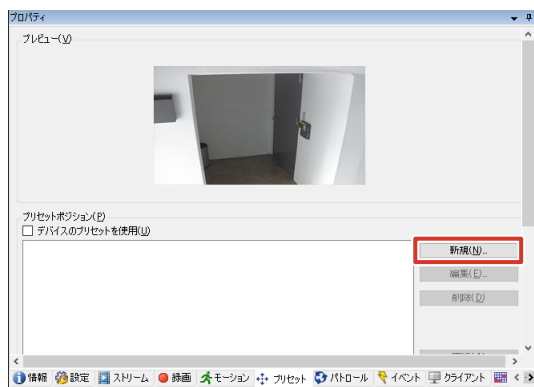 プロパティ
プレビュー(V)
プリセットポジション(P)
デバイスのプリセットを使用(U)
新規(N)...
編集(E)...
削除(D)
情報 設定 ストリーム 録画 モーション プリセット パトロール イベント クライアント